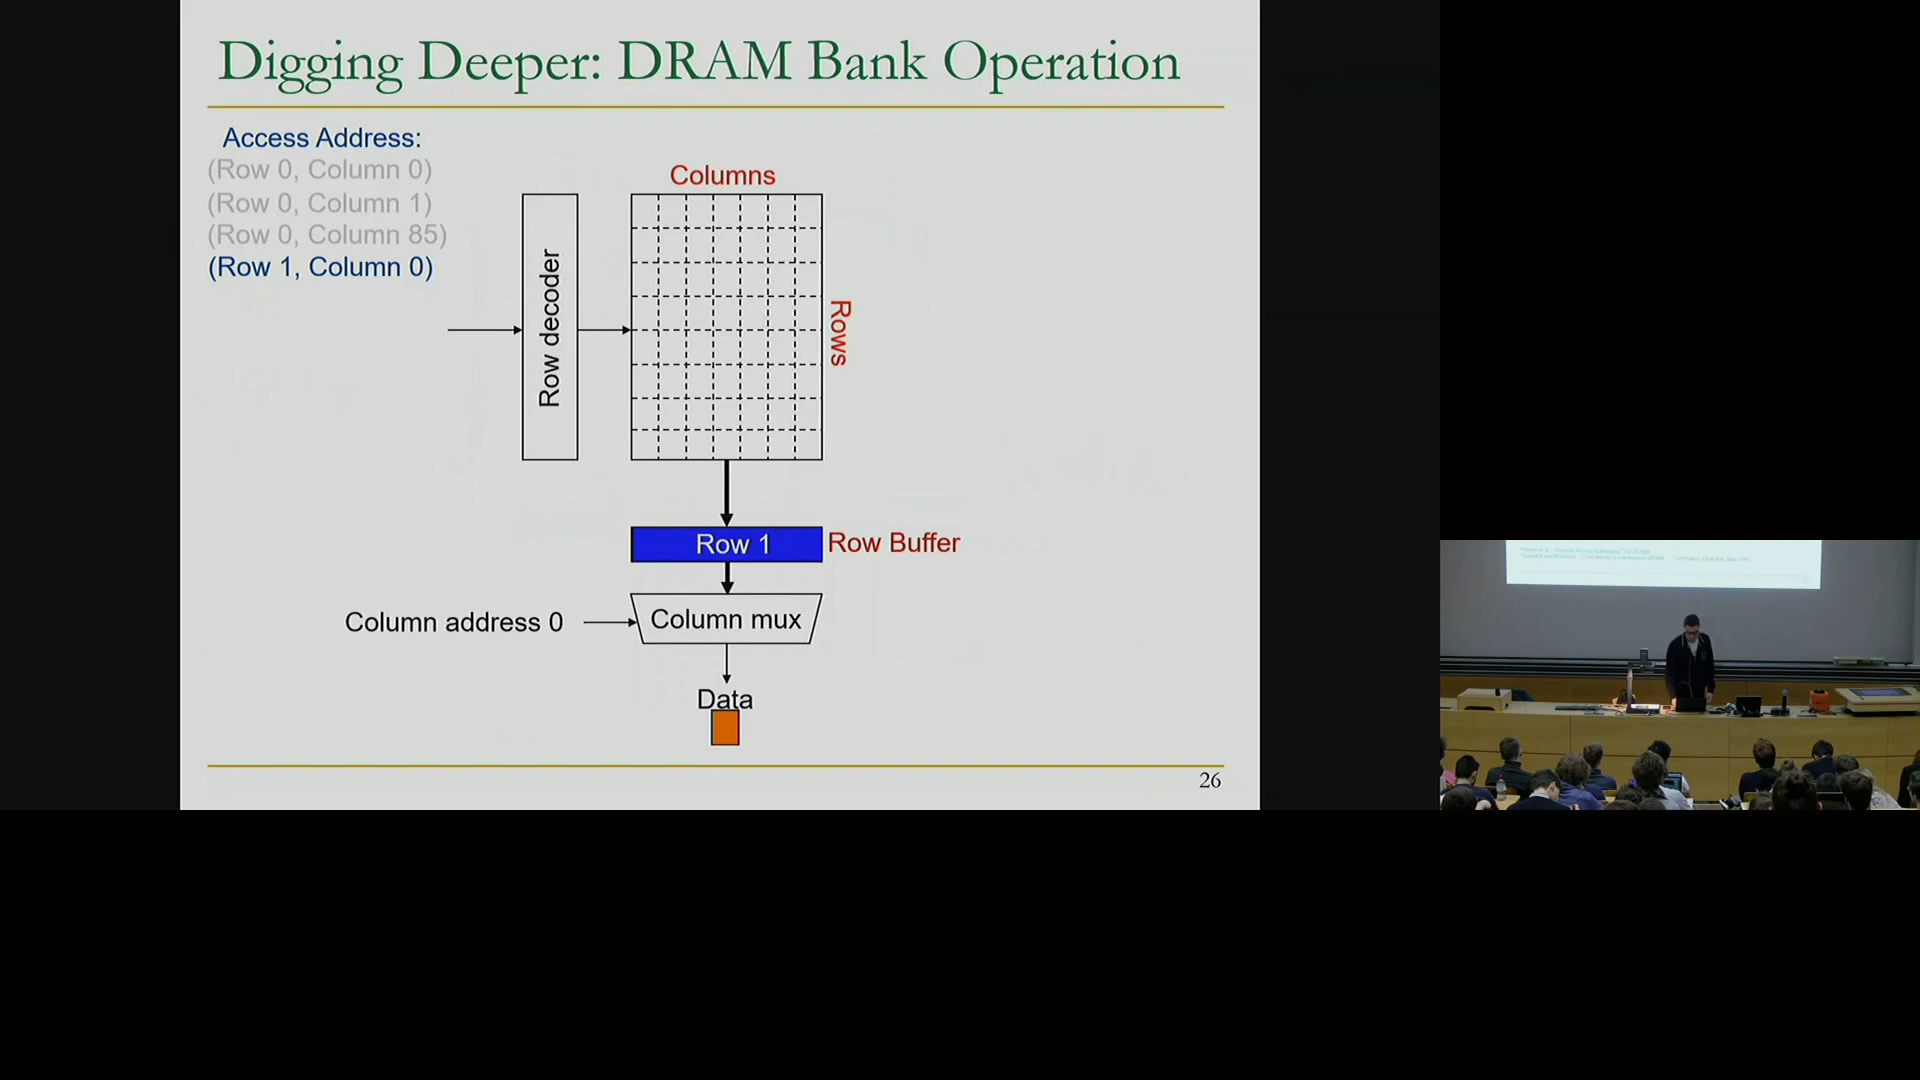 Digging Deeper: DRAM Bank Operation
Access Address:
(Row 0, Column 0)
(Row 0, Column 1)
(Row 0, Column 85)
(Row 1, Column 0)
Columns
Row decoder
Rows
Row 1
Row Buffer
Column address 0
Column mux
Data
26